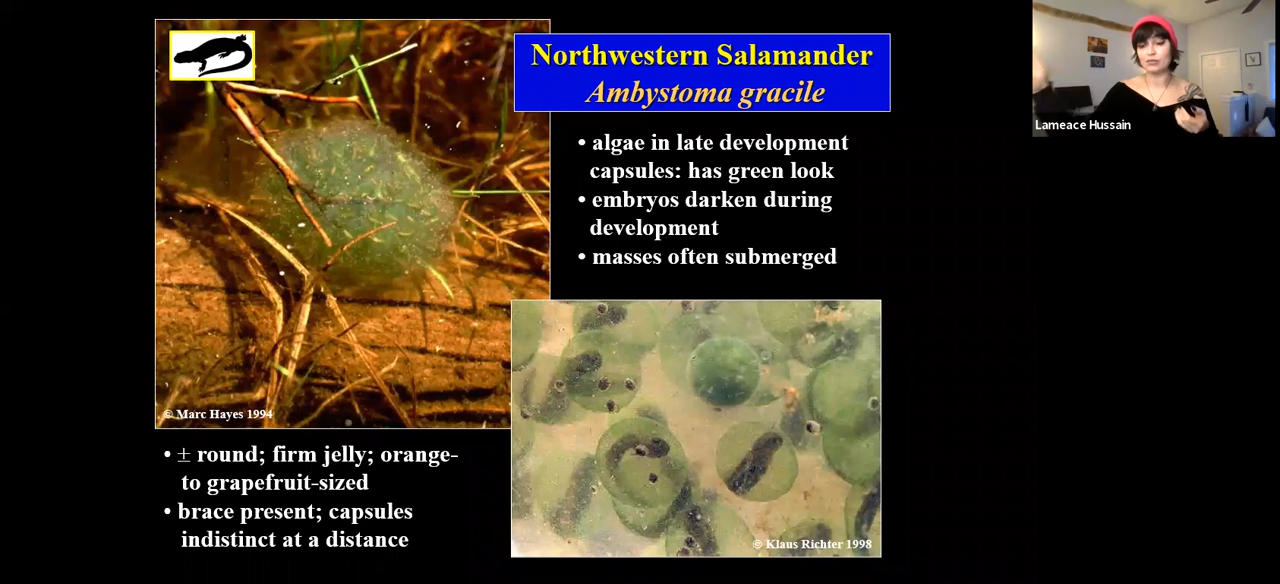 Northwestern Salamander
Ambystoma gracile
• algae in late development
capsules: has green look
• embryos darken during
development
• masses often submerged
© Marc Hayes 1994
• ± round; firm jelly; orange-
to grapefruit-sized
• brace present; capsules
indistinct at a distance
© Klaus Richter 1998
Lameace Hussain